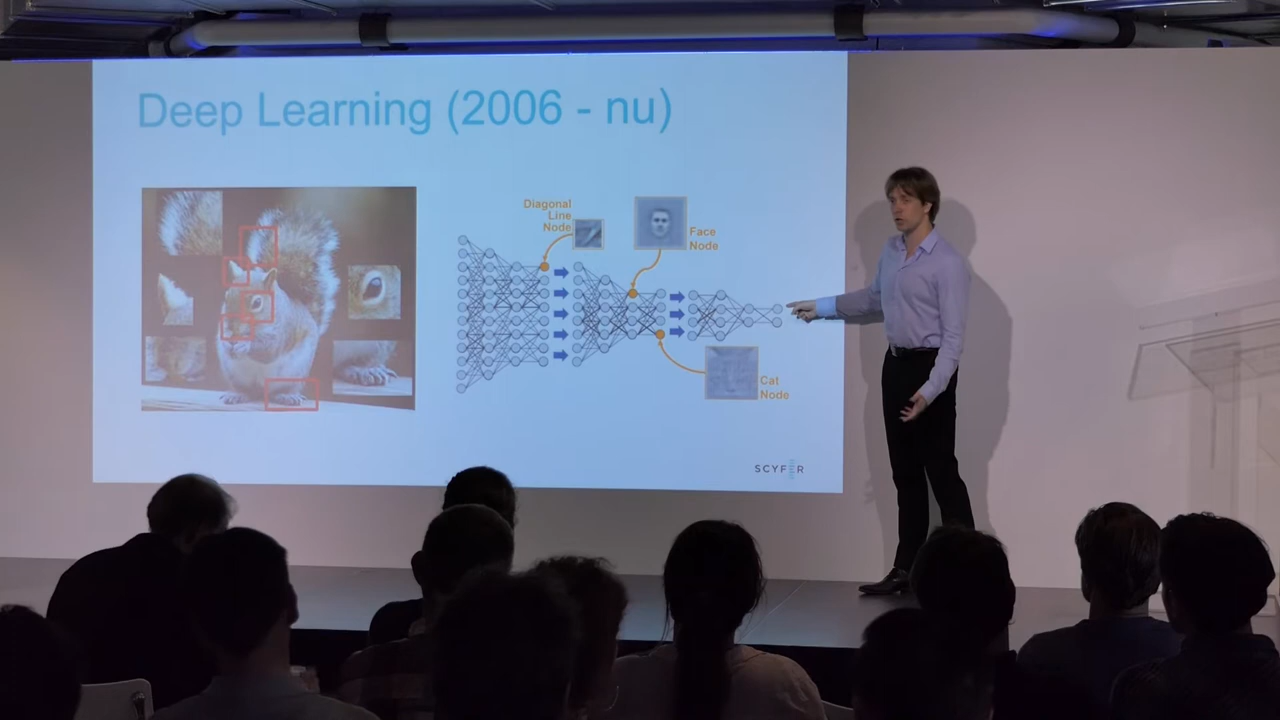 Deep Learning (2006 - nu)
Diagonal
Line
Node
Face
Node
Cat
Node
SCYFER